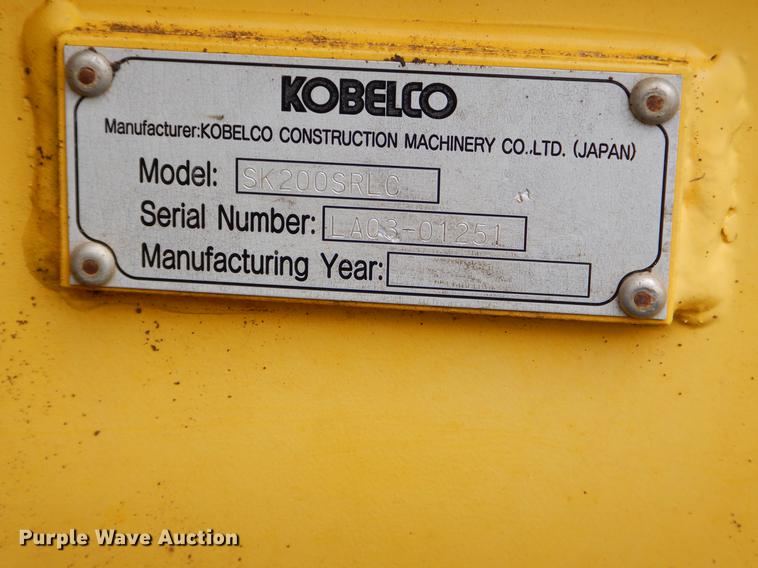 KOBELCO
Manufacturer:KOBELCO CONSTRUCTION MACHINERY CO.,LTD. (JAPAN)
Model: SK200SRLC
Serial Number: LA03-01251
Manufacturing Year:
Purple Wave Auction